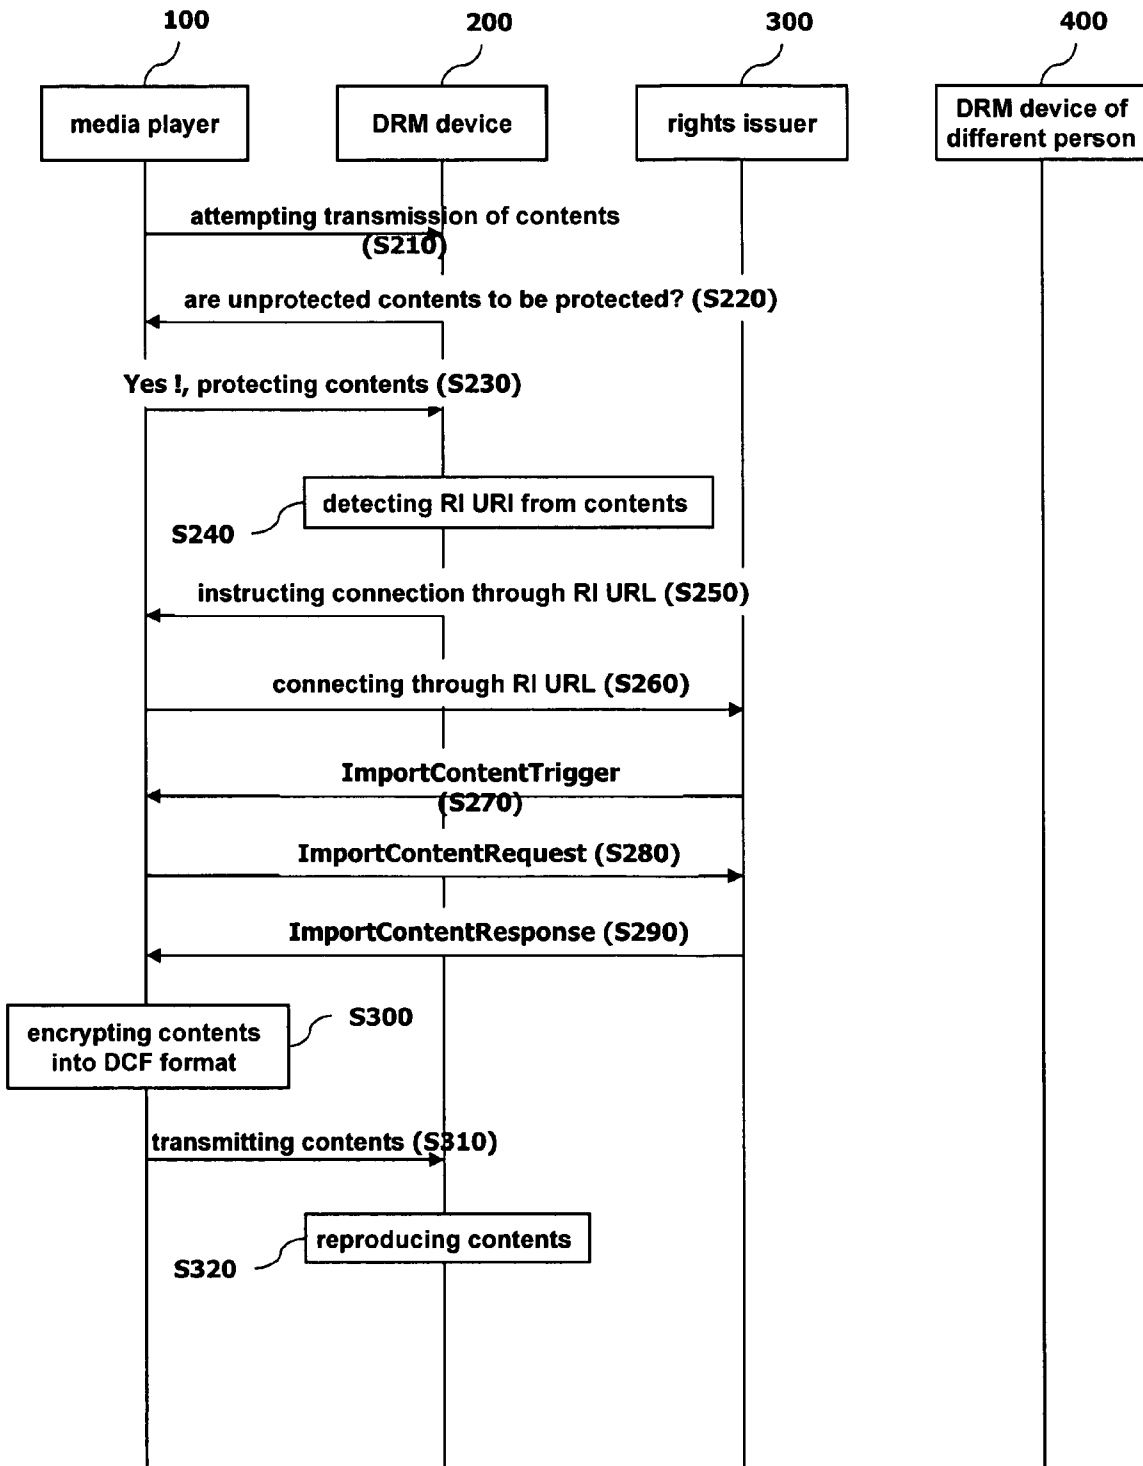 100
200
300
400
media player
DRM device
rights issuer
DRM device of
different person
attempting transmission of contents
(S210)
are unprotected contents to be protected? (S220)
Yes !, protecting contents (S230)
detecting RI URI from contents
S240
instructing connection through RI URL (S250)
connecting through RI URL (S260)
ImportContentTrigger
(S270)
ImportContentRequest (S280)
ImportContentResponse (S290)
encrypting contents
into DCF format
S300
transmitting contents (S310)
reproducing contents
S320